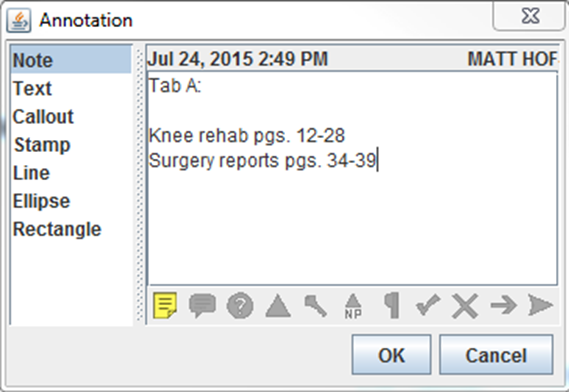 Annotation
Note
Text
Callout
Stamp
Line
Ellipse
Rectangle
Jul 24, 2015 2:49 PM MATT HOF
Tab A:
Knee rehab pgs. 12-28
Surgery reports pgs. 34-39
NP
OK Cancel